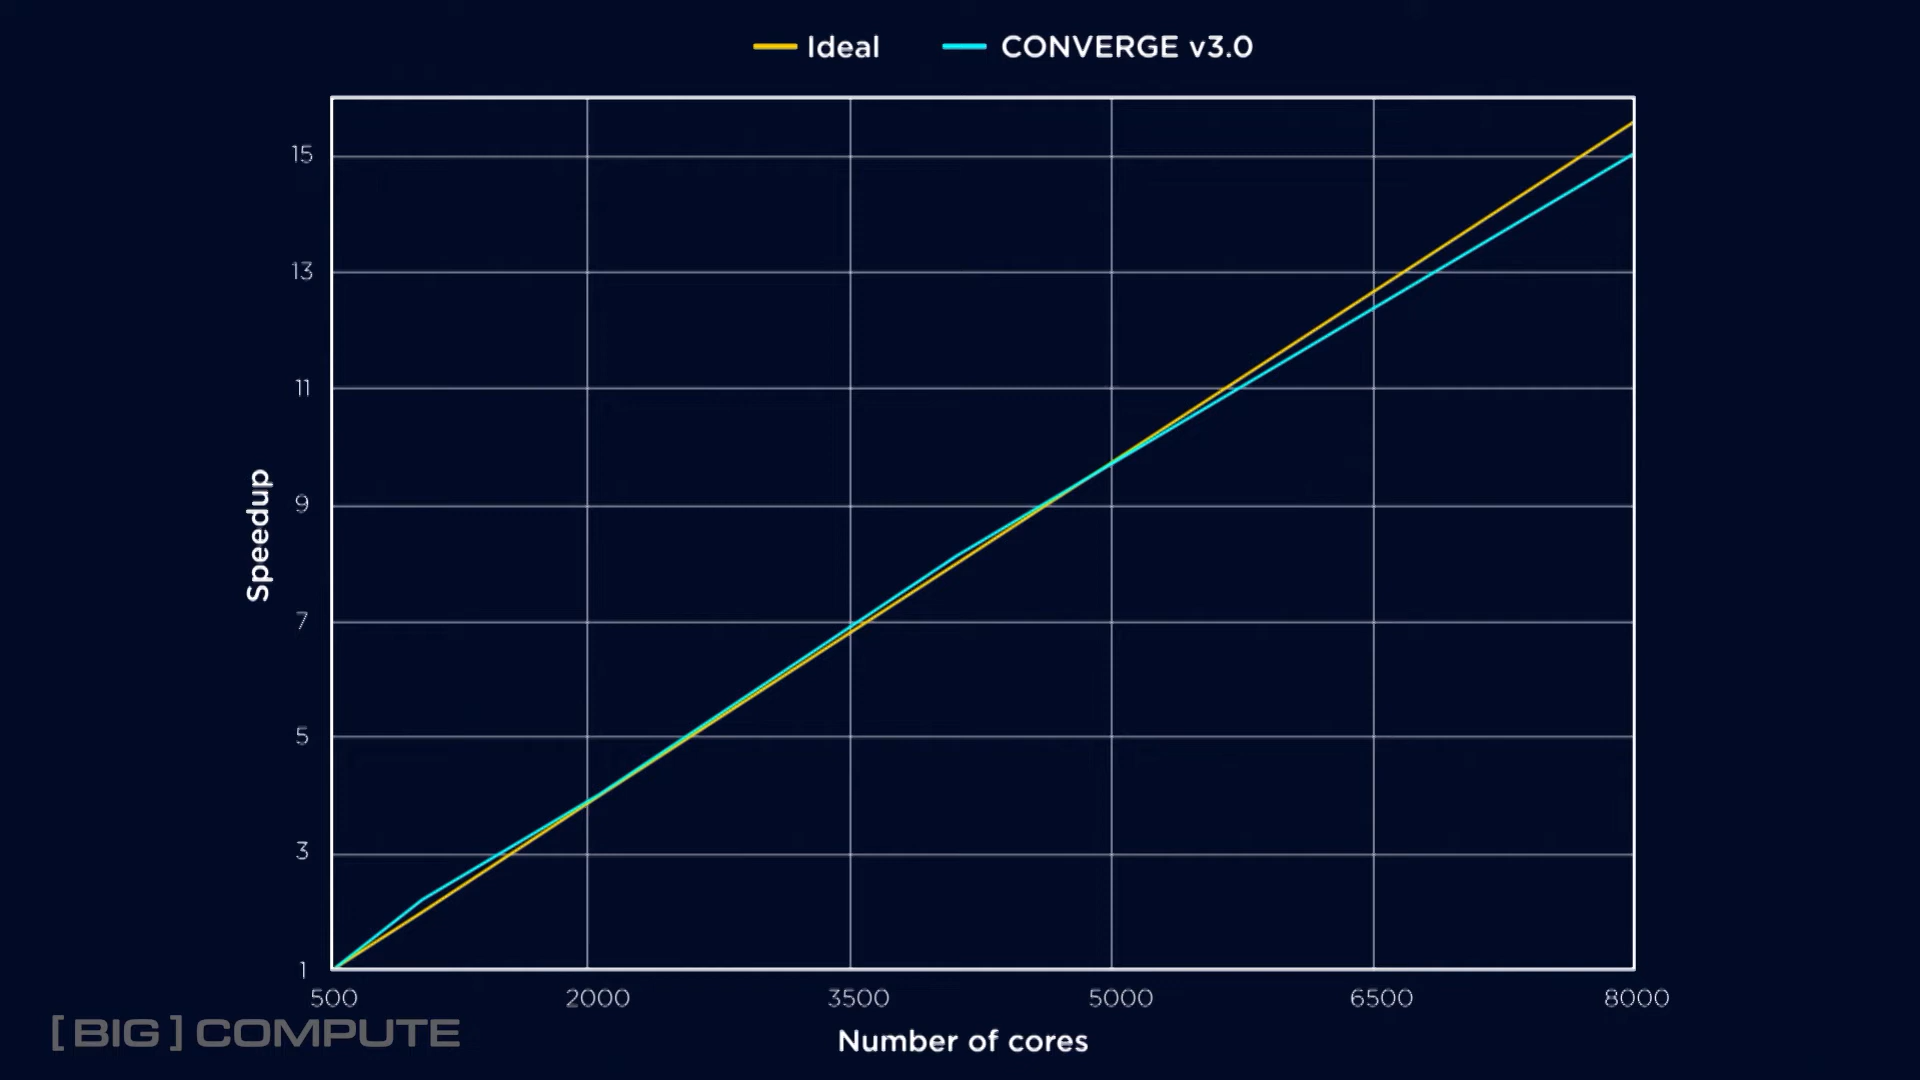 Ideal
CONVERGE v3.0
15
13
11
9
7
5
3
1
Speedup
500
2000
3500
5000
6500
8000
Number of cores
[BIG] COMPUTE